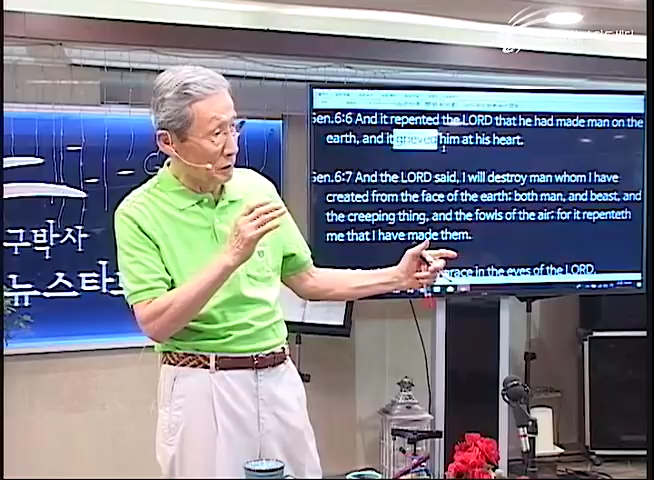 Gen.6:6 And it repented the LORD that he had made man on the
earth, and it grieved him at his heart.
Gen.6:7 And the LORD said, I will destroy man whom I have
created from the face of the earth: both man, and beast, and
the creeping thing, and the fowls of the air: for it repenteth
me that I have made them.
grace in the eyes of the LORD.
구박사
뉴스타트